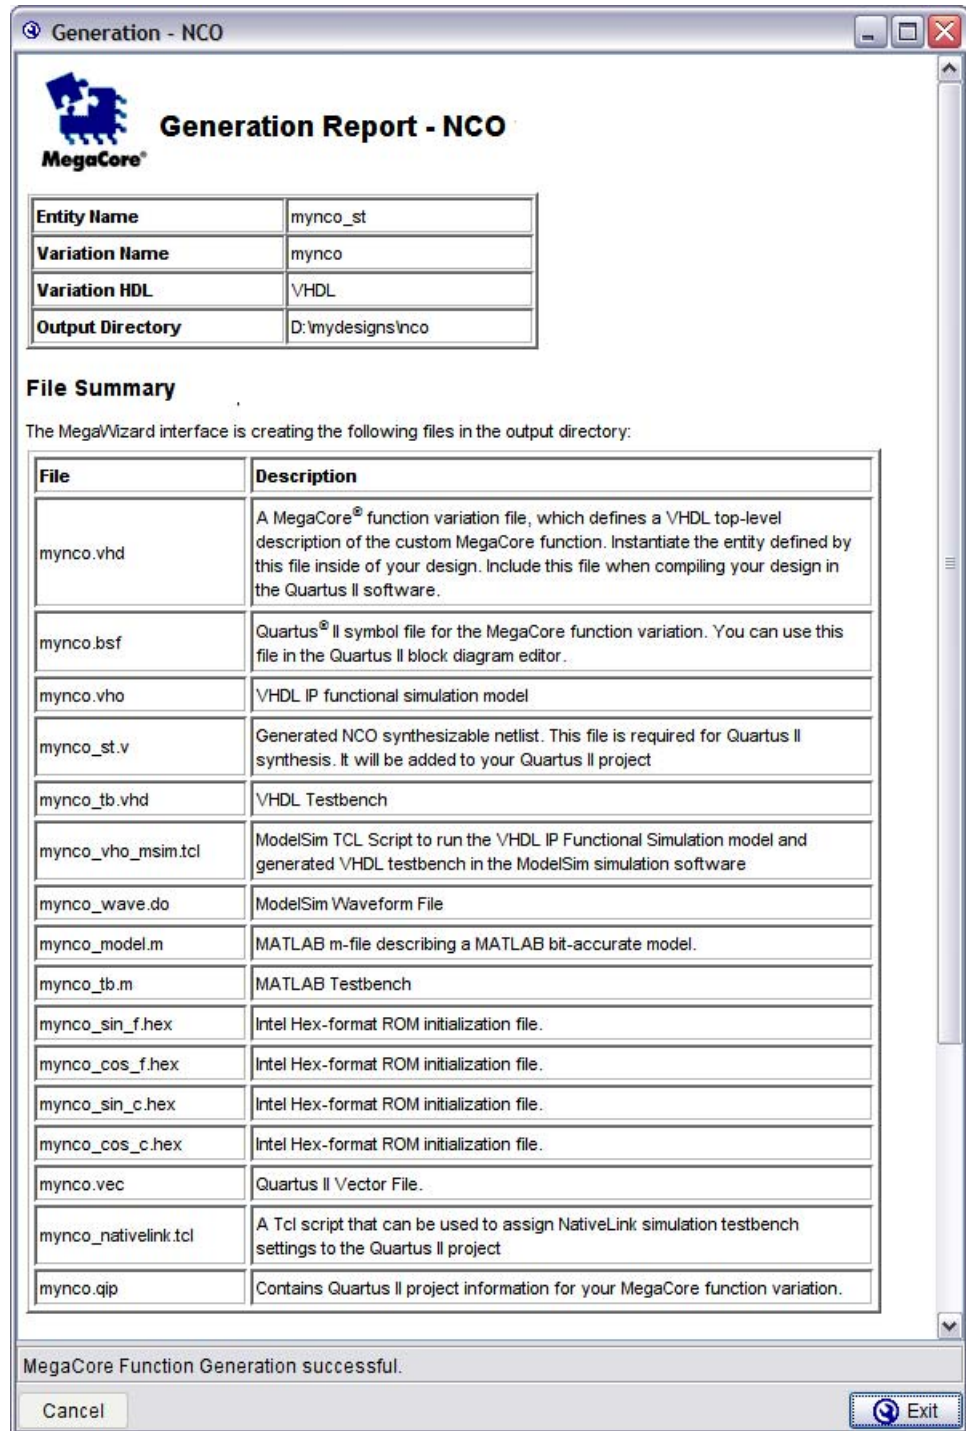 Generation - NCO
MegaCore®
Generation Report - NCO
Entity Name mynco_st
Variation Name mynco
Variation HDL VHDL
Output Directory D:\mydesigns\nco
File Summary
The MegaWizard interface is creating the following files in the output directory:
File Description
mynco.vhd
A MegaCore® function variation file, which defines a VHDL top-level
description of the custom MegaCore function. Instantiate the entity defined by
this file inside of your design. Include this file when compiling your design in
the Quartus II software.
mynco.bsf
Quartus® II symbol file for the MegaCore function variation. You can use this
file in the Quartus II block diagram editor.
mynco.vho VHDL IP functional simulation model
mynco_st.v
Generated NCO synthesizable netlist. This file is required for Quartus II
synthesis. It will be added to your Quartus II project
mynco_tb.vhd VHDL Testbench
mynco_vho_msim.tcl
ModelSim TCL Script to run the VHDL IP Functional Simulation model and
generated VHDL testbench in the ModelSim simulation software
mynco_wave.do ModelSim Waveform File
mynco_model.m MATLAB m-file describing a MATLAB bit-accurate model.
mynco_tb.m MATLAB Testbench
mynco_sin_f.hex Intel Hex-format ROM initialization file.
mynco_cos_f.hex Intel Hex-format ROM initialization file.
mynco_sin_c.hex Intel Hex-format ROM initialization file.
mynco_cos_c.hex Intel Hex-format ROM initialization file.
mynco.vec Quartus II Vector File.
mynco_nativelink.tcl
A Tcl script that can be used to assign NativeLink simulation testbench
settings to the Quartus II project
mynco.qip Contains Quartus II project information for your MegaCore function variation.
MegaCore Function Generation successful.
Cancel Exit